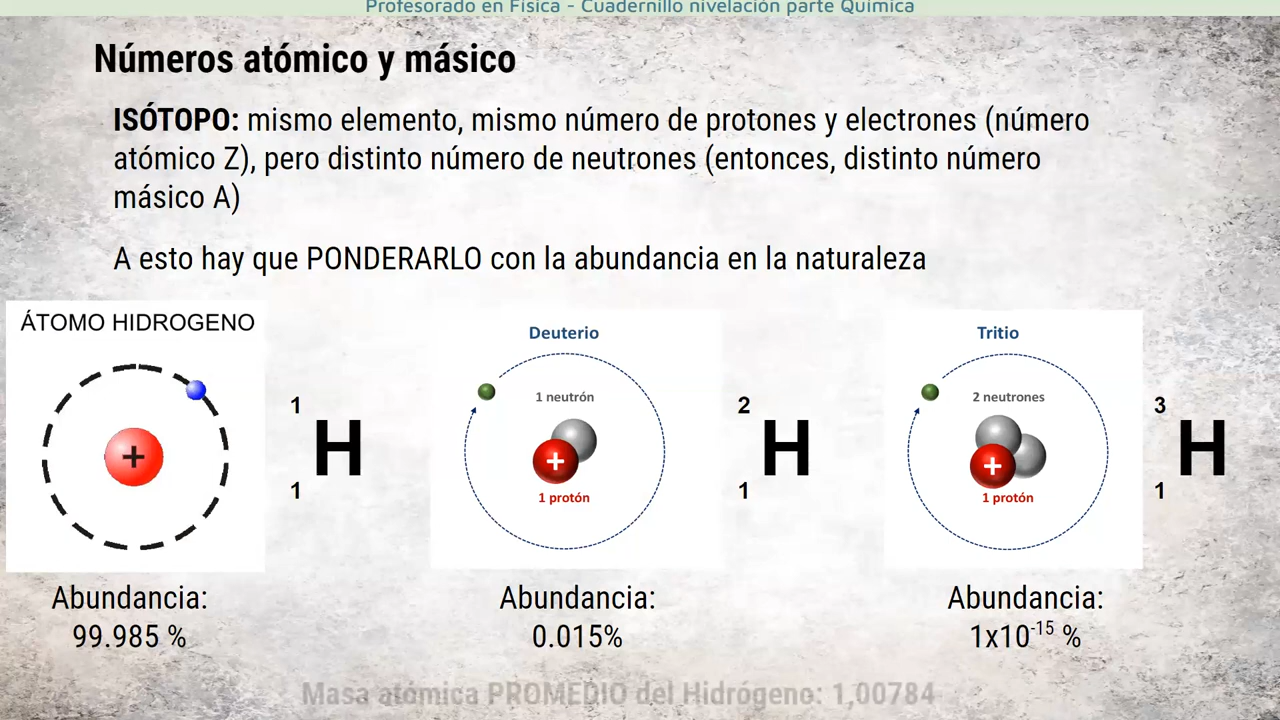 Profesorado en Física - Cuadernillo nivelación parte Química
Números atómico y másico
ISÓTOPO: mismo elemento, mismo número de protones y electrones (número
atómico Z), pero distinto número de neutrones (entonces, distinto número
másico A)
A esto hay que PONDERARLO con la abundancia en la naturaleza
ÁTOMO HIDROGENO
+
1
H
1
Abundancia:
99.985 %
Deuterio
1 neutrón
+
1 protón
2
H
1
Abundancia:
0.015%
Tritio
2 neutrones
+
1 protón
3
H
1
Abundancia:
1x10⁻¹⁵ %
Masa atómica PROMEDIO del Hidrógeno: 1,00784